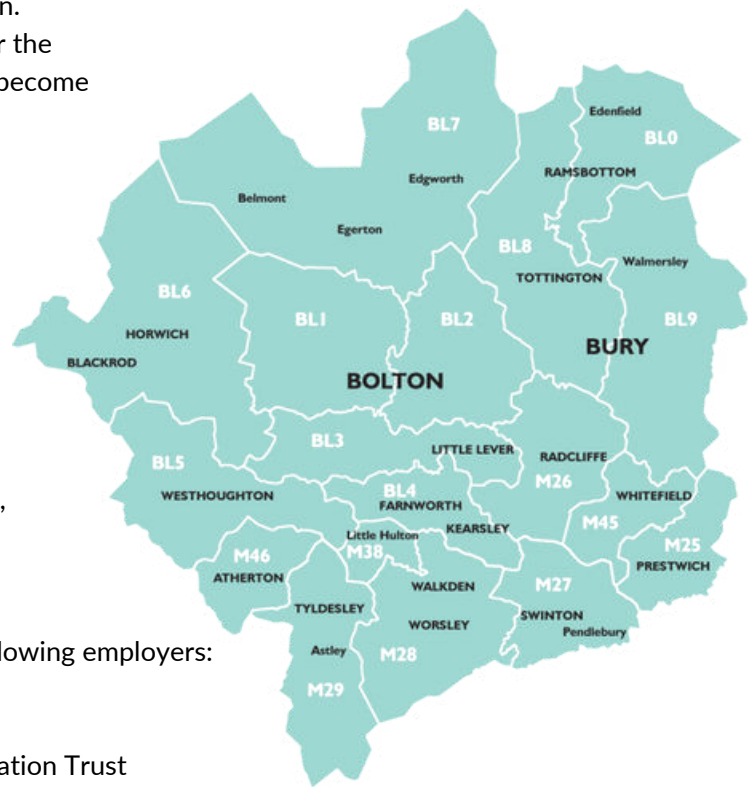 n.
r the
become
BL7
Edenfield
BL0
RAMSBOTTOM
Edgworth
Belmont
Egerton
BL8
Walmersley
TOTTINGTON
BL6
BL1
BL2
BL9
HORWICH
BURY
BLACKROD
BOLTON
BL3
LITTLE LEVER
RADCLIFFE
BL5
M26
WESTHOUGHTON
BL4
FARNWORTH
WHITEFIELD
,
KEARSLEY
M45
Little Hulton
M38
M25
PRESTWICH
M46
ATHERTON
WALKDEN
M27
TYLDESLEY
SWINTON
WORSLEY
Pendlebury
Astley
M28
lowing employers:
M29
ation Trust